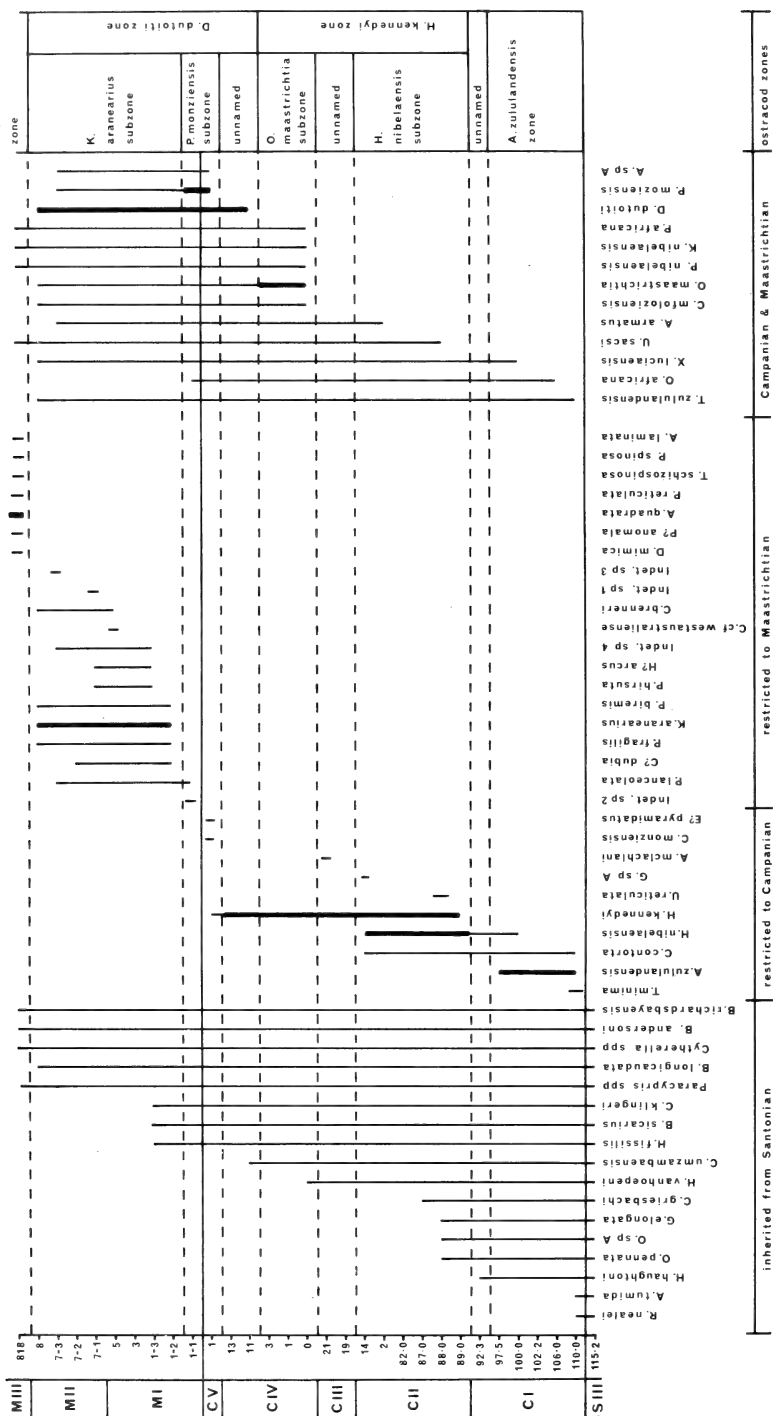 MIII
MII
MI
CV
CIV
CIII
CII
CI
SIII
818
8
7-3
7-1
5
3
1-3
1-2
1-1
1
13
11
3
1
0
21
19
14
2
82·0
87·0
88·0
89·0
92·3
97·5
100·0
102·2
106·0
110·0
115·2
R. nealei
A. tumida
H. haughtoni
O. pennata
O. sp A
G. elongata
C. griesbachi
H. vanhoepeni
C. umzambaensis
H. fissilis
B. sicarius
C. klingeri
Paracypris spp
B. longicaudata
Cytherella spp
B. andersoni
B. richardsbayensis
T. minima
A. zululandensis
C. contorta
H. nibelaensis
H. kennedyi
U. reticulata
G. sp A
A. mclachlani
C. monziensis
E? pyramidatus
Indet. sp 2
P. lanceolata
C? dubia
P. fragilis
K. aranearius
P. biremis
P. hirsuta
H? arcus
Indet. sp 4
C. cf westaustraliense
C. brenneri
Indet. sp 1
Indet. sp 3
D. mimica
P? anomala
A. quadrata
P. reticulata
T. schizospinosa
P. spinosa
A. laminata
T. zululandensis
O. africana
X. luciaensis
U. sacsi
A. armatus
C. mfoloziensis
O. maastrichtia
P. nibelaensis
K. nibelaensis
P. africana
D. dutoiti
P. moziensis
A. sp A
zone
K.
aranearius
subzone
P. monziensis
subzone
unnamed
O.
maastrichtia
subzone
unnamed
H.
nibelaensis
subzone
unnamed
A. zululandensis
zone
D. dutoiti zone
H. kennedyi zone
inherited from Santonian
restricted to Campanian
restricted to Maastrichtian
Campanian & Maastrichtian
ostracod zones